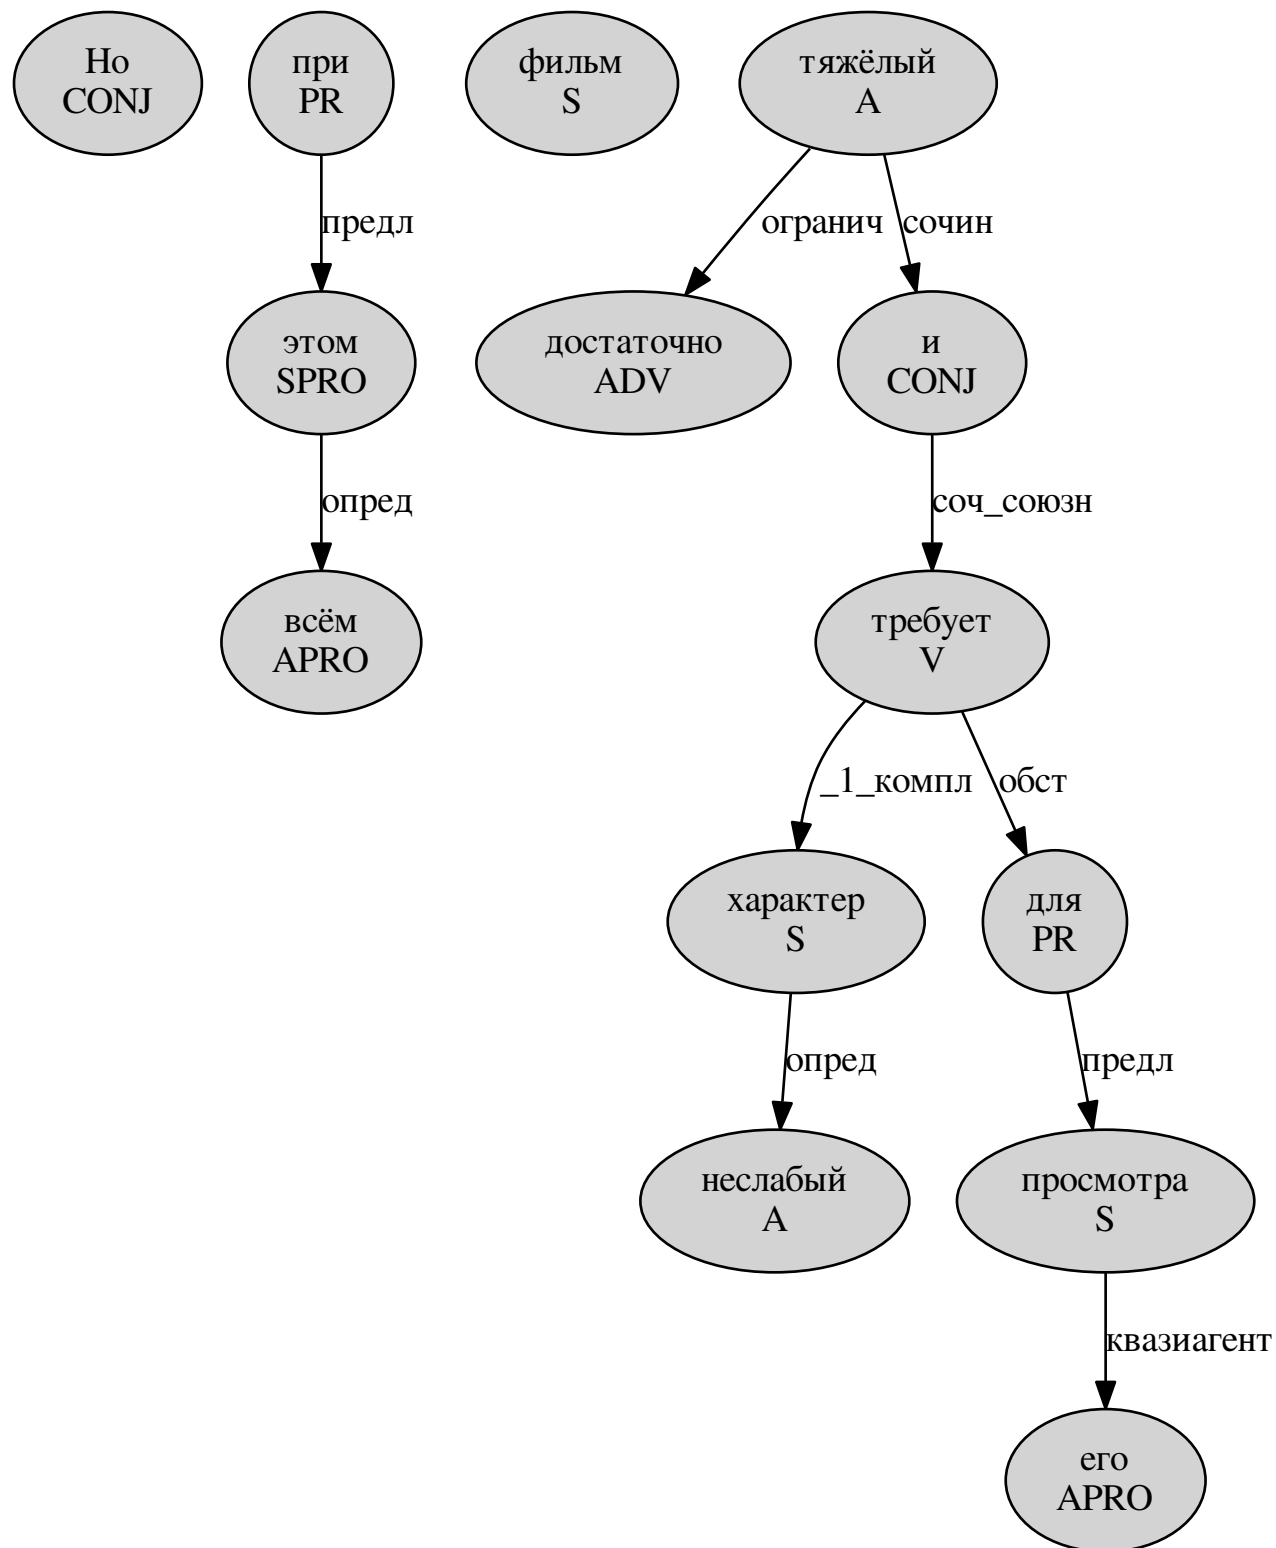 Но
CONJ
при
PR
фильм
S
тяжёлый
A
предл
огранич
сочин
этом
SPRO
достаточно
ADV
и
CONJ
опред
соч_союзн
всём
APRO
требует
V
_1_компл
обст
характер
S
для
PR
опред
предл
неслабый
A
просмотра
S
квазиагент
его
APRO